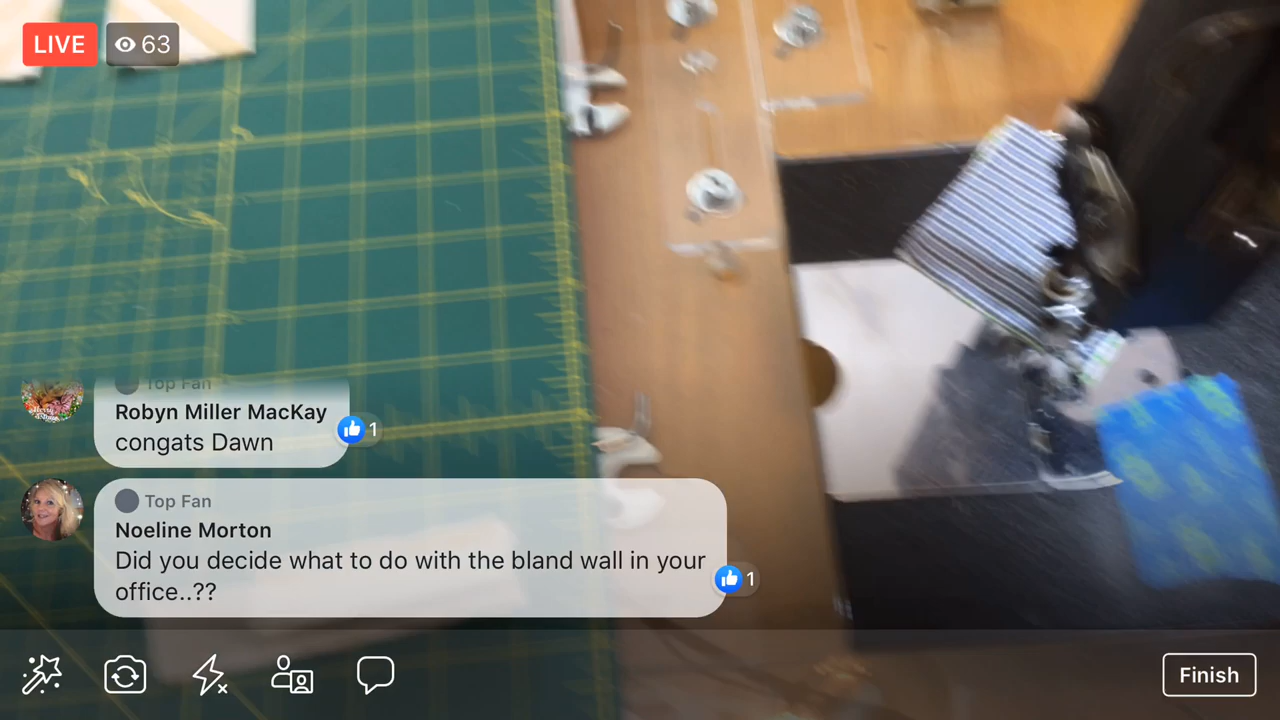 LIVE
63
Top Fan
Robyn Miller MacKay
congats Dawn
1
Top Fan
Noeline Morton
Did you decide what to do with the bland wall in your
office..??
1
Finish